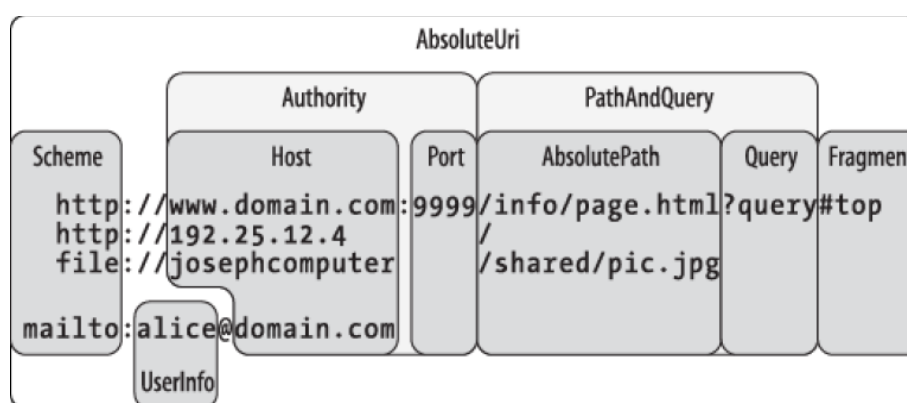 AbsoluteUri
Authority PathAndQuery
Scheme Host Port AbsolutePath Query Fragmen
http://www.domain.com:9999/info/page.html?query#top
http://192.25.12.4 /
file://josephcomputer /shared/pic.jpg
mailto:alice@domain.com
UserInfo